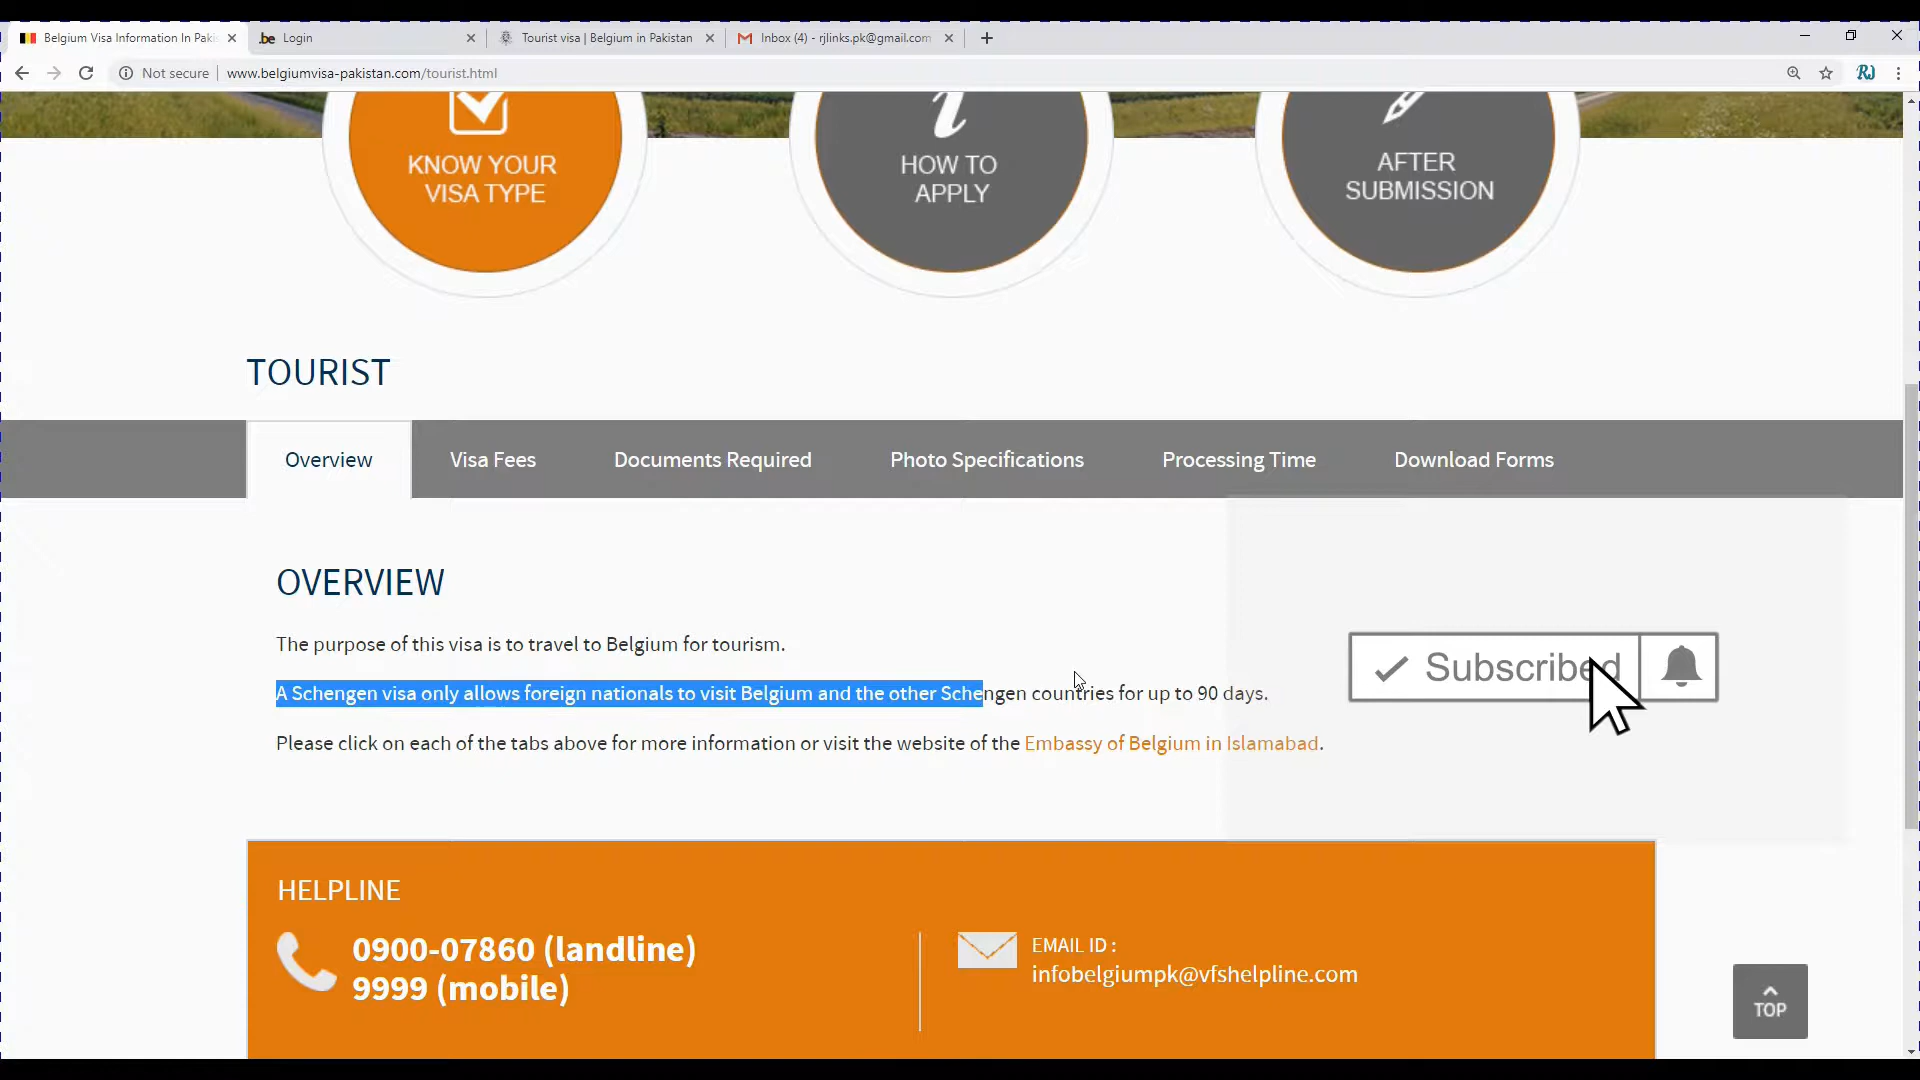 Belgium Visa Information In Pakis
.be Login
Tourist visa | Belgium in Pakistan
Inbox (4) - rjlinks.pk@gmail.com
Not secure
www.belgiumvisa-pakistan.com/tourist.html
RJ
KNOW YOUR
VISA TYPE
i
HOW TO
APPLY
AFTER
SUBMISSION
TOURIST
Overview
Visa Fees
Documents Required
Photo Specifications
Processing Time
Download Forms
OVERVIEW
The purpose of this visa is to travel to Belgium for tourism.
A Schengen visa only allows foreign nationals to visit Belgium and the other Schengen countries for up to 90 days.
Subscribed
Please click on each of the tabs above for more information or visit the website of the Embassy of Belgium in Islamabad.
HELPLINE
0900-07860 (landline)
9999 (mobile)
EMAIL ID :
infobelgiumpk@vfshelpline.com
TOP